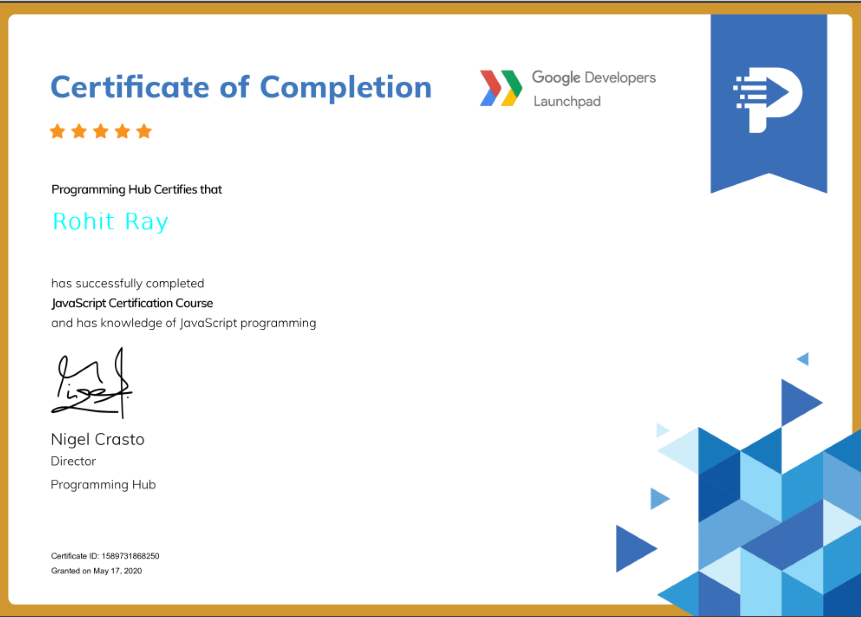 Certificate of Completion
Google Developers
Launchpad
Programming Hub Certifies that
Rohit Ray
has successfully completed
JavaScript Certification Course
and has knowledge of JavaScript programming
Nigel Crasto
Director
Programming Hub
Certificate ID: 1589731868250
Granted on May 17, 2020